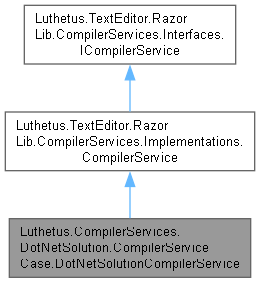 Luthetus.TextEditor.Razor
Lib.CompilerServices.Interfaces.
ICompilerService
Luthetus.TextEditor.Razor
Lib.CompilerServices.Implementations.
CompilerService
Luthetus.CompilerServices.
DotNetSolution.CompilerService
Case.DotNetSolutionCompilerService